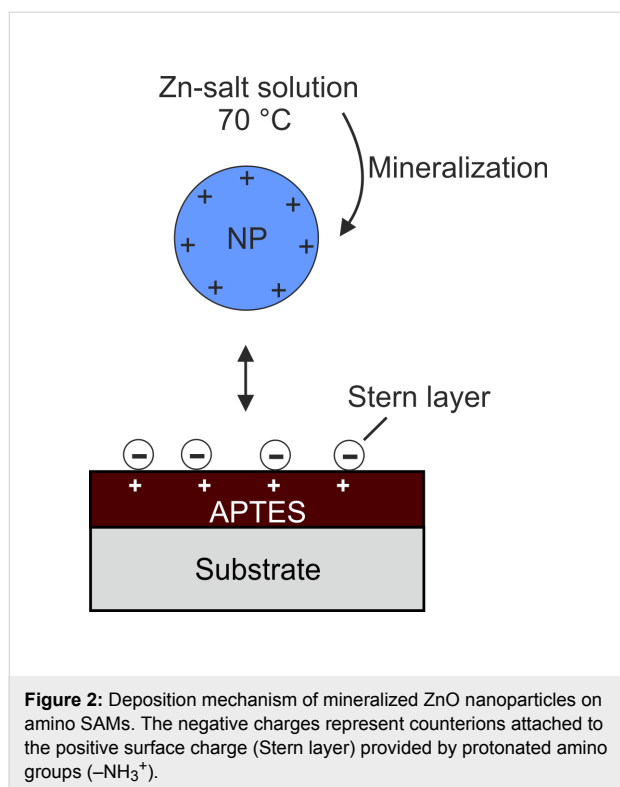 Zn-salt solution
70 °C
Mineralization
+
+ +
NP
+ +
+ +
Stern layer
− − − −
+ + + +
APTES
Substrate
Figure 2: Deposition mechanism of mineralized ZnO nanoparticles on
amino SAMs. The negative charges represent counterions attached to
the positive surface charge (Stern layer) provided by protonated amino
groups (–NH₃⁺).